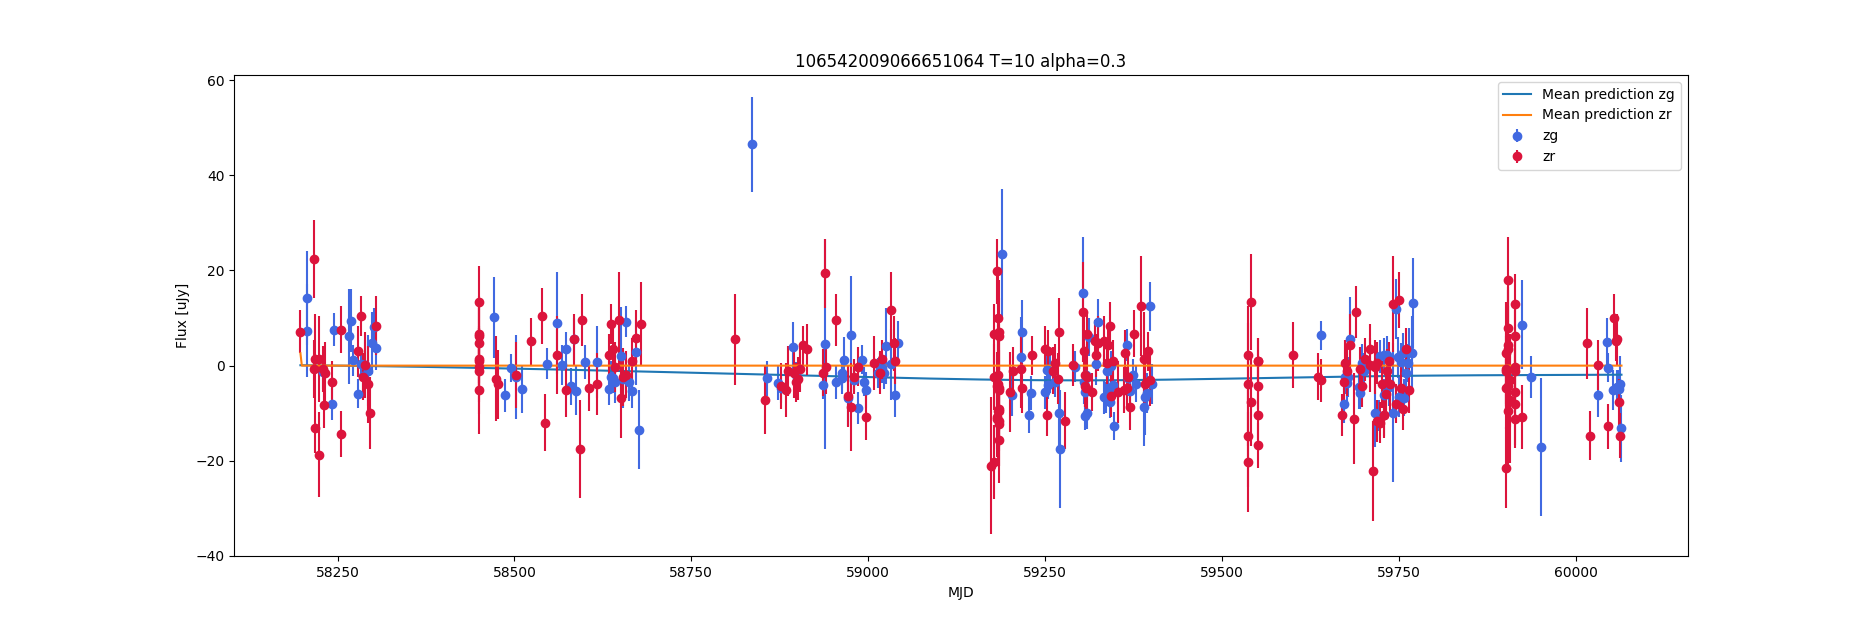 106542009066651064 T=10 alpha=0.3
60
40
20
0
−20
−40
Flux [uJy]
58250
58500
58750
59000
59250
59500
59750
60000
MJD
Mean prediction zg
Mean prediction zr
zg
zr